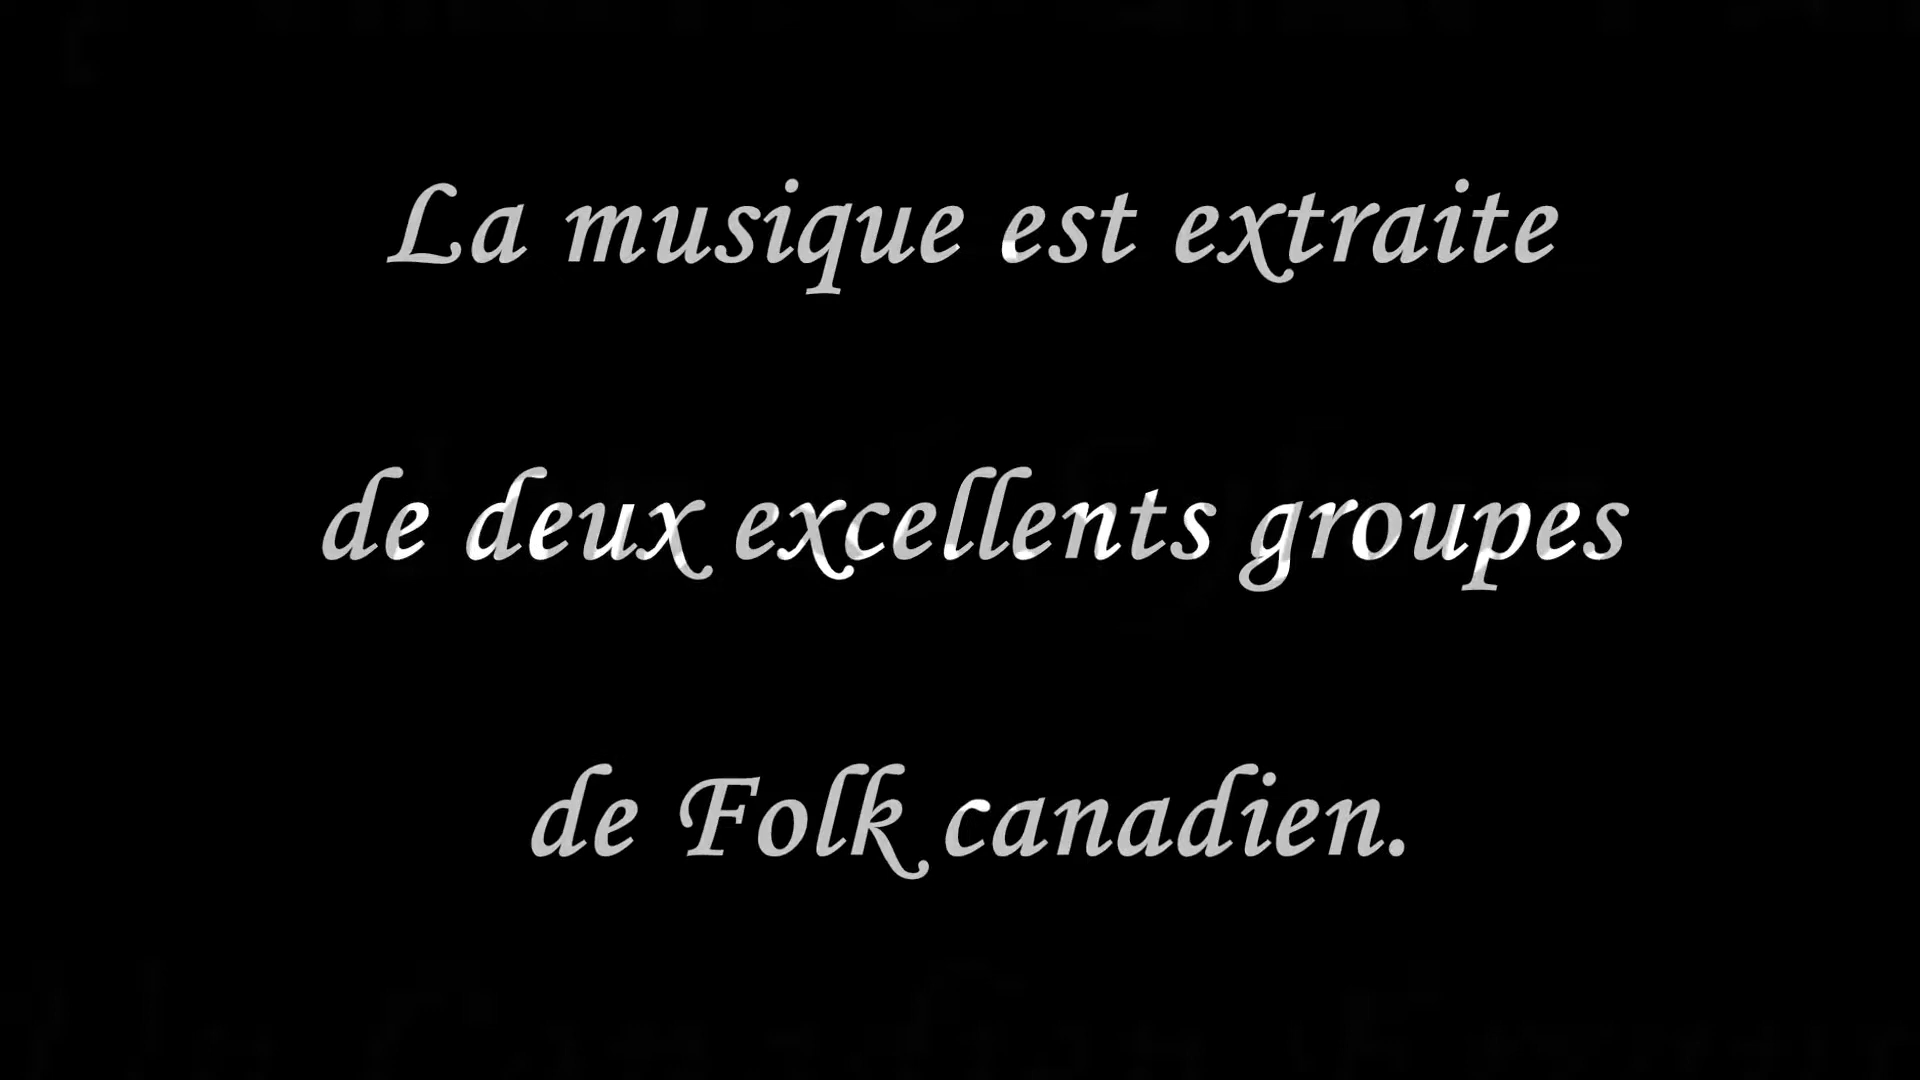 La musique est extraite
de deux excellents groupes
de Folk canadien.